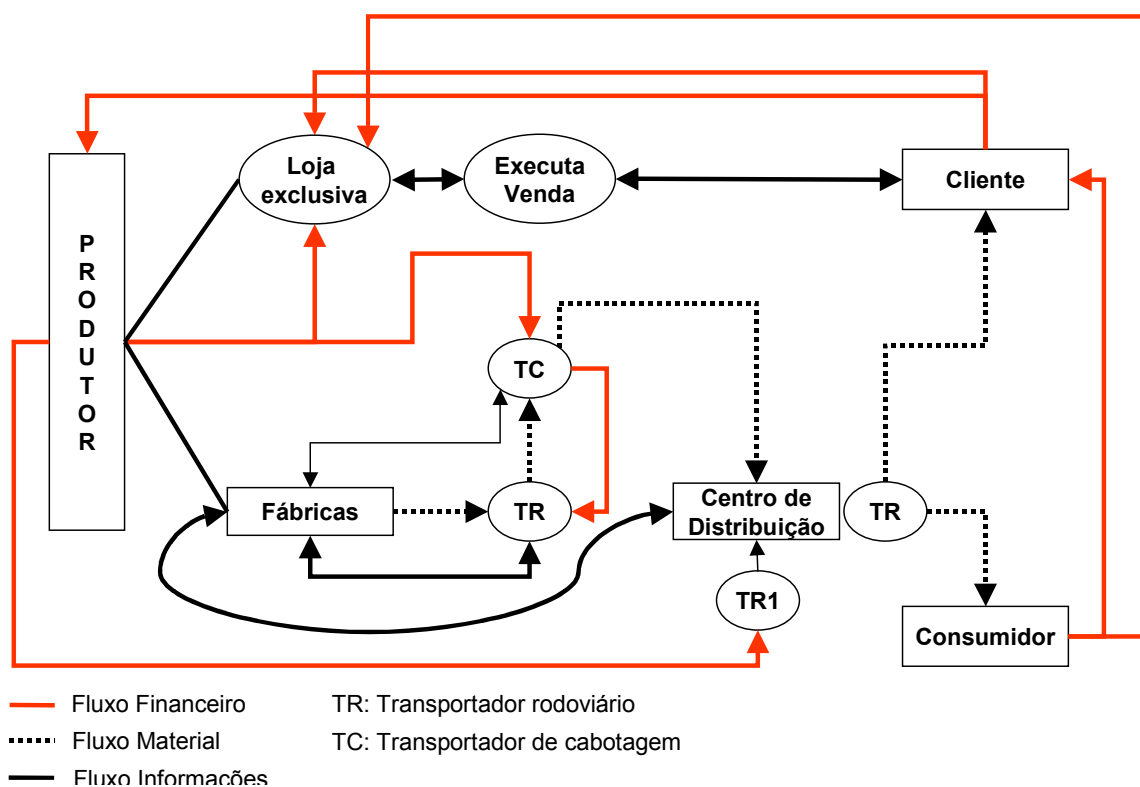 Loja
exclusiva
Executa
Venda
Cliente
P
R
O
D
U
T
O
R
TC
Fábricas
TR
Centro de
Distribuição
TR
TR1
Consumidor
Fluxo Financeiro
TR: Transportador rodoviário
Fluxo Material
TC: Transportador de cabotagem
Fluxo Informações